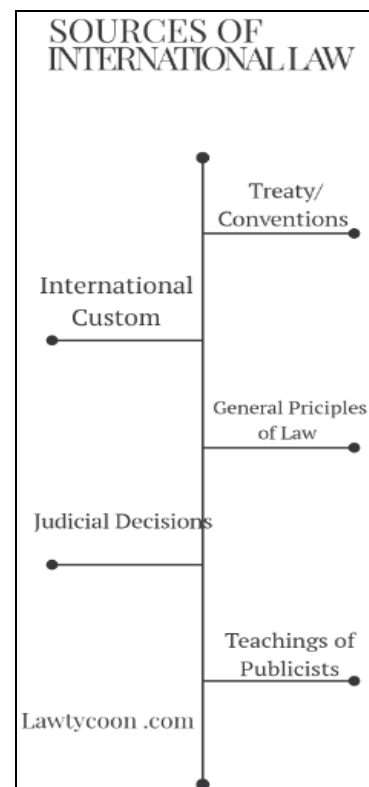 SOURCES OF
INTERNATIONAL LAW
Treaty/
Conventions
International
Custom
General Priciples
of Law
Judicial Decisions
Teachings of
Publicists
Lawtycoon .com